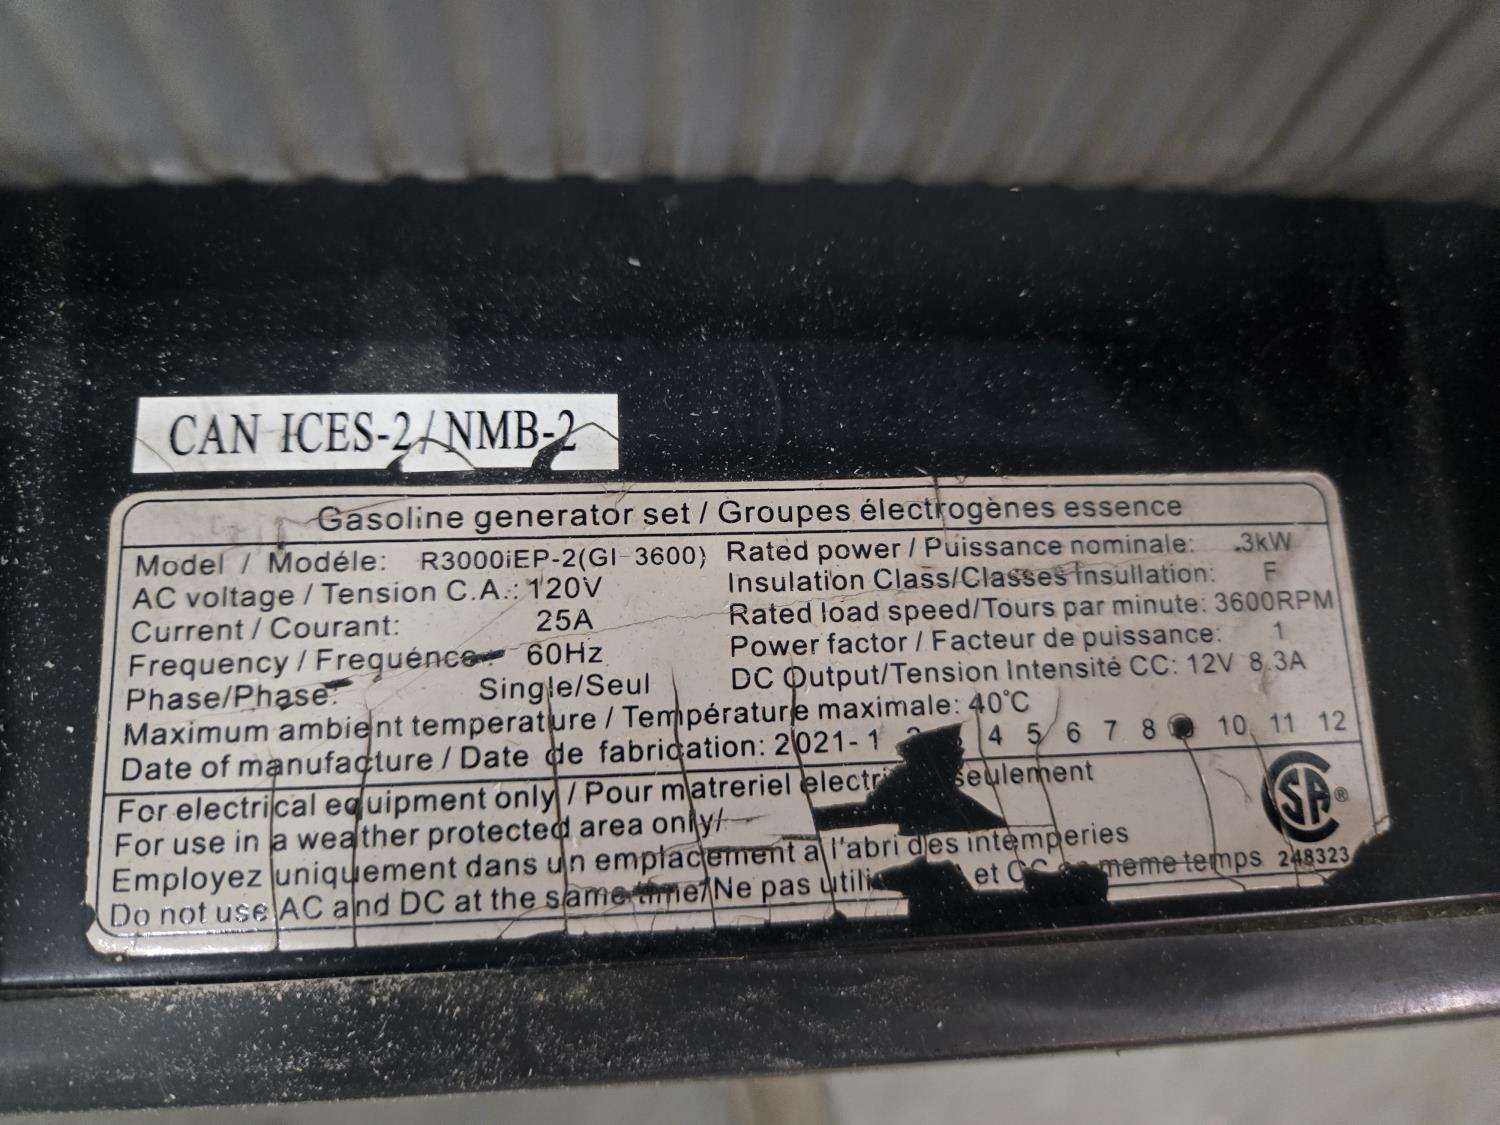 CAN ICES-2/NMB-2
Gasoline generator set / Groupes électrogènes essence
Model / Modéle: R3000iEP-2(GI-3600) Rated power / Puissance nominale: .3kW
AC voltage / Tension C.A.: 120V Insulation Class/Classes Insullation: F
Current / Courant: 25A Rated load speed/Tours par minute: 3600RPM
Frequency / Frequénce: 60Hz Power factor / Facteur de puissance: 1
Phase/Phase: Single/Seul DC Output/Tension Intensité CC: 12V 8.3A
Maximum ambient temperature / Température maximale: 40°C
Date of manufacture / Date de fabrication: 2021-1 4 5 6 7 8 10 11 12
For electrical equipment only / Pour matreriel seulement
For use in a weather protected area only/
Employez uniquement dans un emplacement a l'abri des intemperies
Do not use AC and DC at the same time/Ne pas et meme temps 248323
SA ®